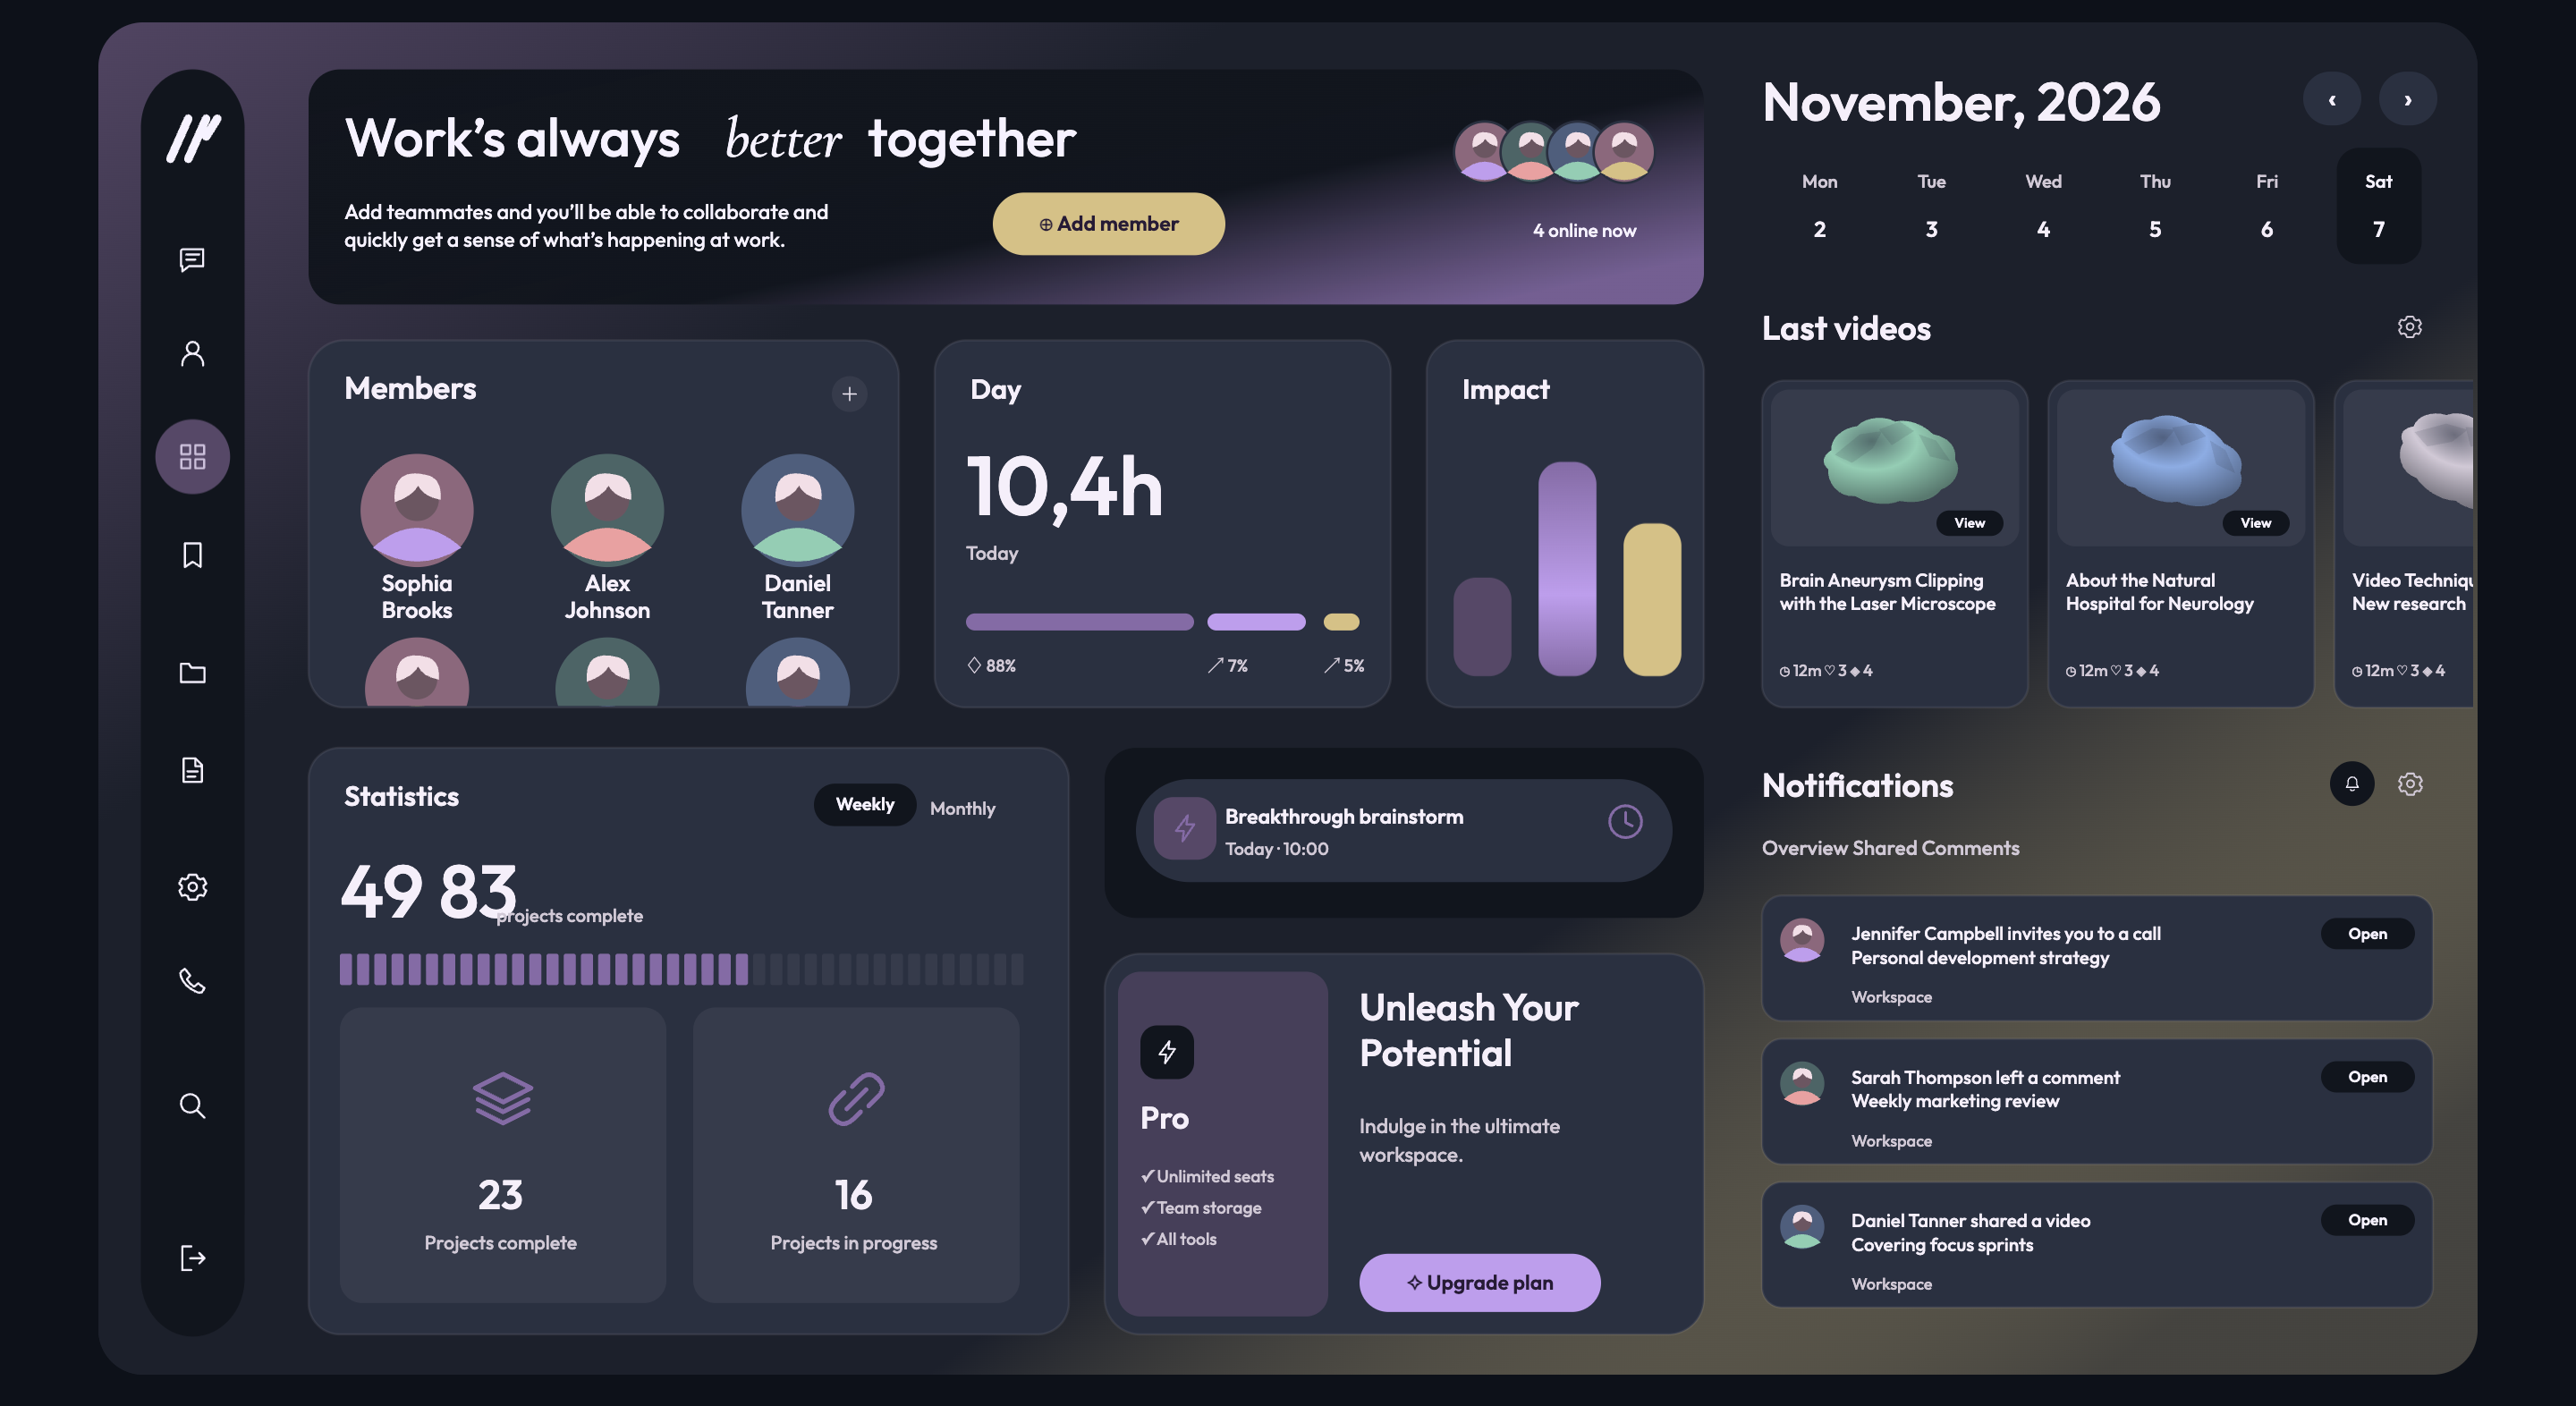 Work’s always better together
Add teammates and you’ll be able to collaborate and
quickly get a sense of what’s happening at work.
⊕ Add member
4 online now
November, 2026
‹ ›
Mon Tue Wed Thu Fri Sat
2 3 4 5 6 7
Members
+
Sophia
Brooks
Alex
Johnson
Daniel
Tanner
Day
10,4h
Today
88%
7%
5%
Impact
Last videos
View
Brain Aneurysm Clipping
with the Laser Microscope
12m ♡ 3 ◆ 4
View
About the Natural
Hospital for Neurology
12m ♡ 3 ◆ 4
Video
New research
12m ♡ 3 ◆ 4
Statistics
Weekly Monthly
49 83
projects complete
23
Projects complete
16
Projects in progress
Breakthrough brainstorm
Today · 10:00
Pro
✓Unlimited seats
✓Team storage
✓All tools
Unleash Your
Potential
Indulge in the ultimate
workspace.
✧ Upgrade plan
Notifications
Overview Shared Comments
Jennifer Campbell invites you to a call
Personal development strategy
Workspace
Open
Sarah Thompson left a comment
Weekly marketing review
Workspace
Open
Daniel Tanner shared a video
Covering focus sprints
Workspace
Open